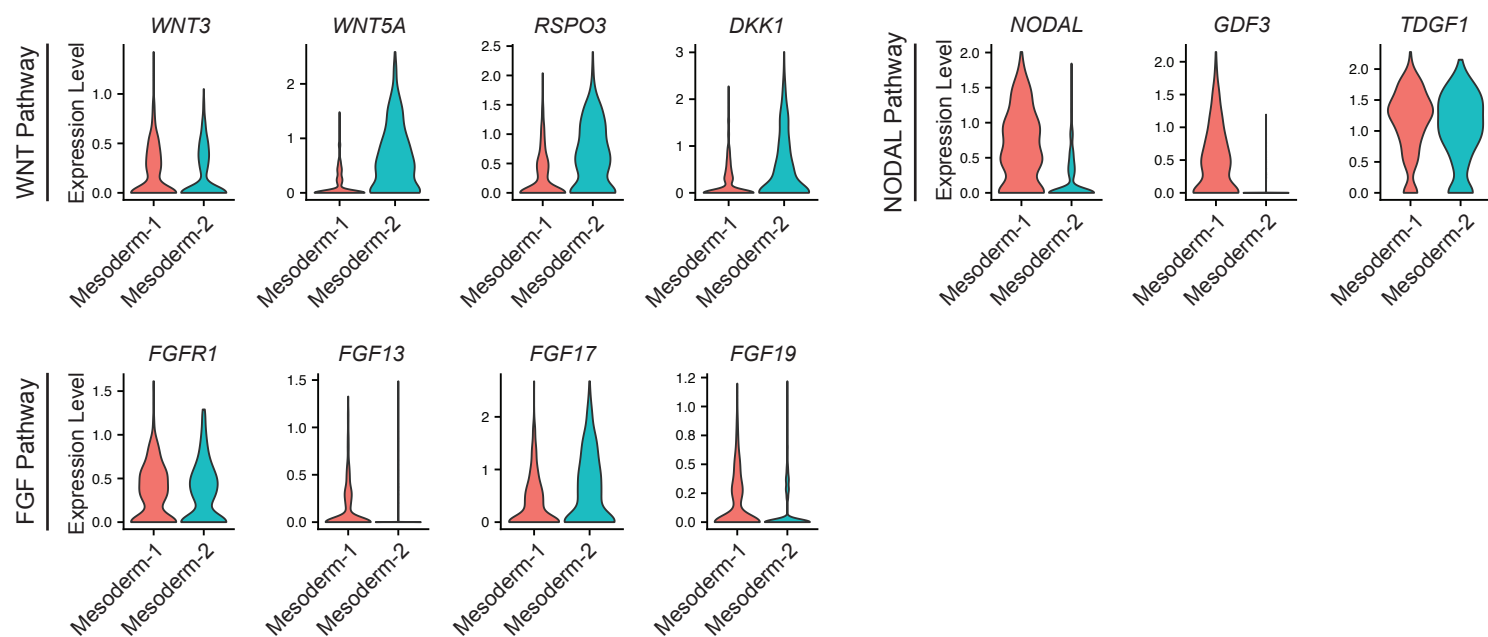 WNT3 WNT5A RSPO3 DKK1 NODAL GDF3 TDGF1
WNT Pathway
Expression Level
1.0
0.5
0.0
2
1
0
2.5
2.0
1.5
1.0
0.5
0.0
3
2
1
0
NODAL Pathway
Expression Level
2.0
1.5
1.0
0.5
0.0
2.0
1.5
1.0
0.5
0.0
2.0
1.5
1.0
0.5
0.0
Mesoderm-1
Mesoderm-2
Mesoderm-1
Mesoderm-2
Mesoderm-1
Mesoderm-2
Mesoderm-1
Mesoderm-2
Mesoderm-1
Mesoderm-2
Mesoderm-1
Mesoderm-2
Mesoderm-1
Mesoderm-2
FGFR1 FGF13 FGF17 FGF19
FGF Pathway
Expression Level
1.5
1.0
0.5
0.0
1.5
1.0
0.5
0.0
2
1
0
1.2
1.0
0.8
0.5
0.2
0.0
Mesoderm-1
Mesoderm-2
Mesoderm-1
Mesoderm-2
Mesoderm-1
Mesoderm-2
Mesoderm-1
Mesoderm-2